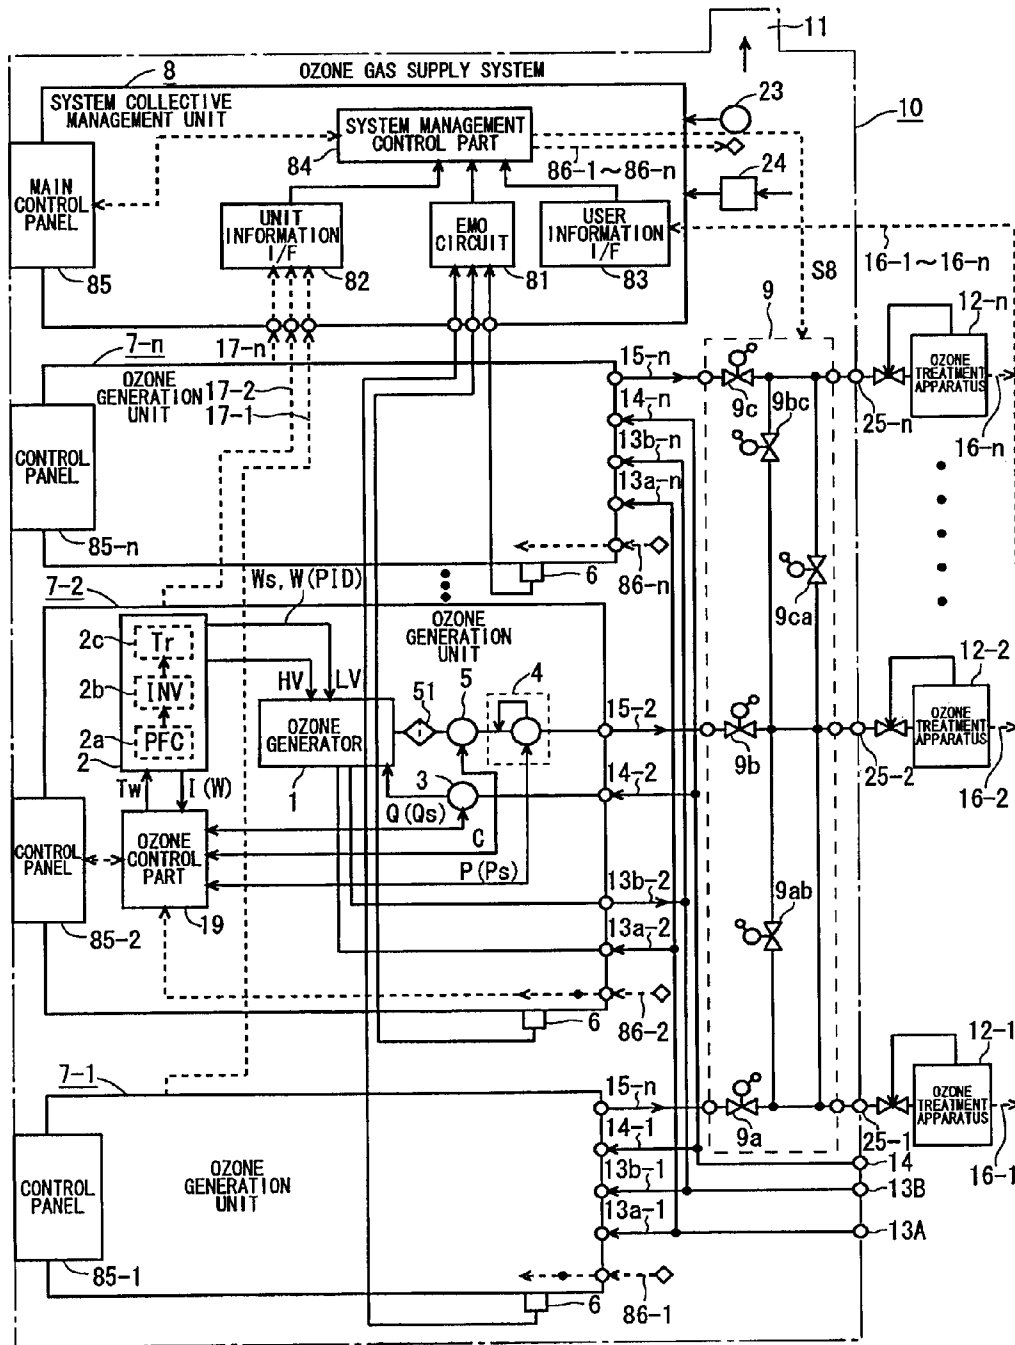 11
8
OZONE GAS SUPPLY SYSTEM
SYSTEM COLLECTIVE
MANAGEMENT UNIT
23
10
SYSTEM MANAGEMENT
CONTROL PART
84
86-1~86-n
24
MAIN
CONTROL
PANEL
85
UNIT
INFORMATION
I/F
82
EMO
CIRCUIT
81
USER
INFORMATION
I/F
83
16-1~16-n
S8
9
12-n
7-n
17-n
OZONE
GENERATION
UNIT
17-2
17-1
15-n
14-n
13b-n
13a-n
9c
9bc
OZONE
TREATMENT
APPARATUS
25-n
16-n
CONTROL
PANEL
85-n
86-n
6
9ca
7-2
Ws, W(PID)
OZONE
GENERATION
UNIT
2c
Tr
2b
INV
2a
PFC
2
HV
LV
51
5
4
OZONE
GENERATOR
1
3
15-2
14-2
9b
12-2
OZONE
TREATMENT
APPARATUS
25-2
16-2
Tw
I(W)
Q(Qs)
C
P(Ps)
CONTROL
PANEL
OZONE
CONTROL
PART
19
85-2
13b-2
13a-2
9ab
86-2
6
7-1
15-n
14-1
13b-1
13a-1
9a
12-1
OZONE
TREATMENT
APPARATUS
25-1
16-1
14
13B
13A
CONTROL
PANEL
OZONE
GENERATION
UNIT
85-1
86-1
6